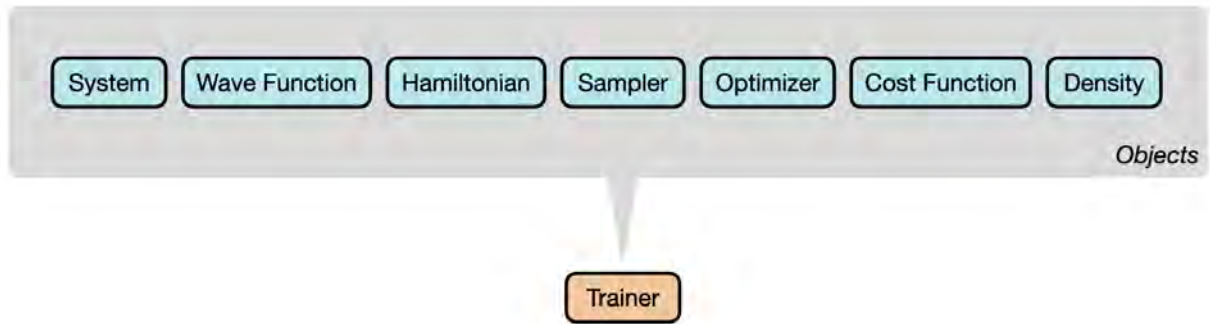 System Wave Function Hamiltonian Sampler Optimizer Cost Function Density
Objects
Trainer